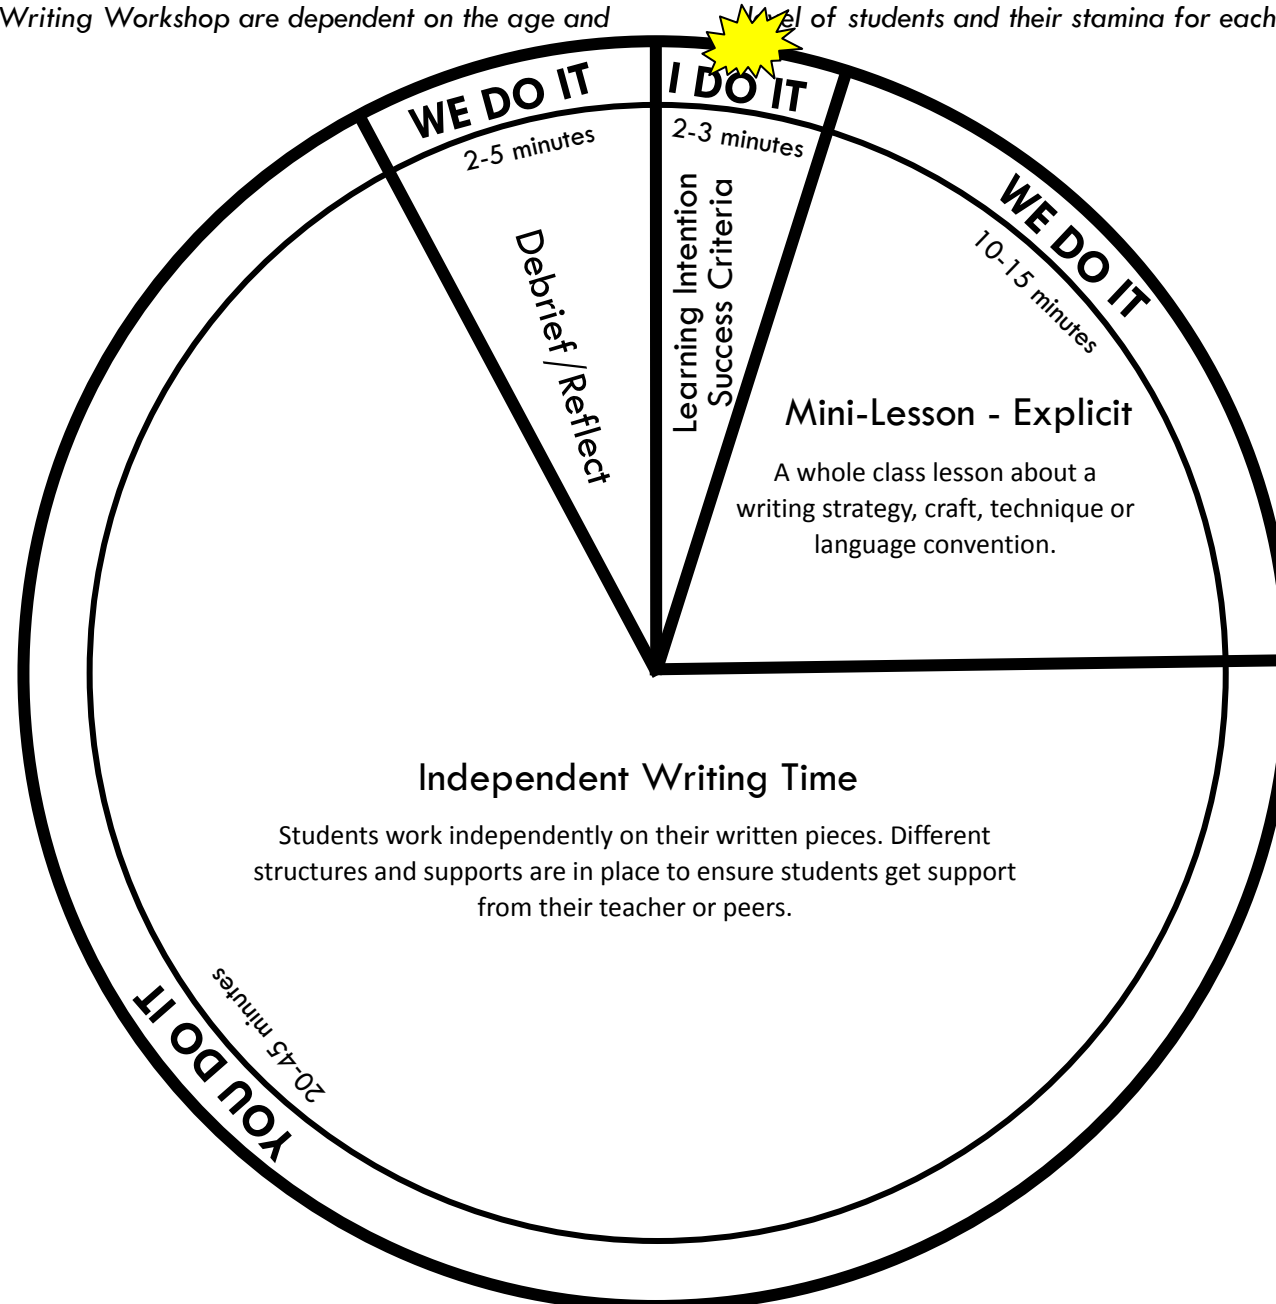 Writing Workshop are dependent on the age and
of students and their stamina for each
WE DO IT
2-5 minutes
Debrief/Reflect
I DO IT
2-3 minutes
Learning Intention
Success Criteria
WE DO IT
10-15 minutes
Mini-Lesson - Explicit
A whole class lesson about a
writing strategy, craft, technique or
language convention.
Independent Writing Time
Students work independently on their written pieces. Different
structures and supports are in place to ensure students get support
from their teacher or peers.
20-45 minutes
YOU DO IT